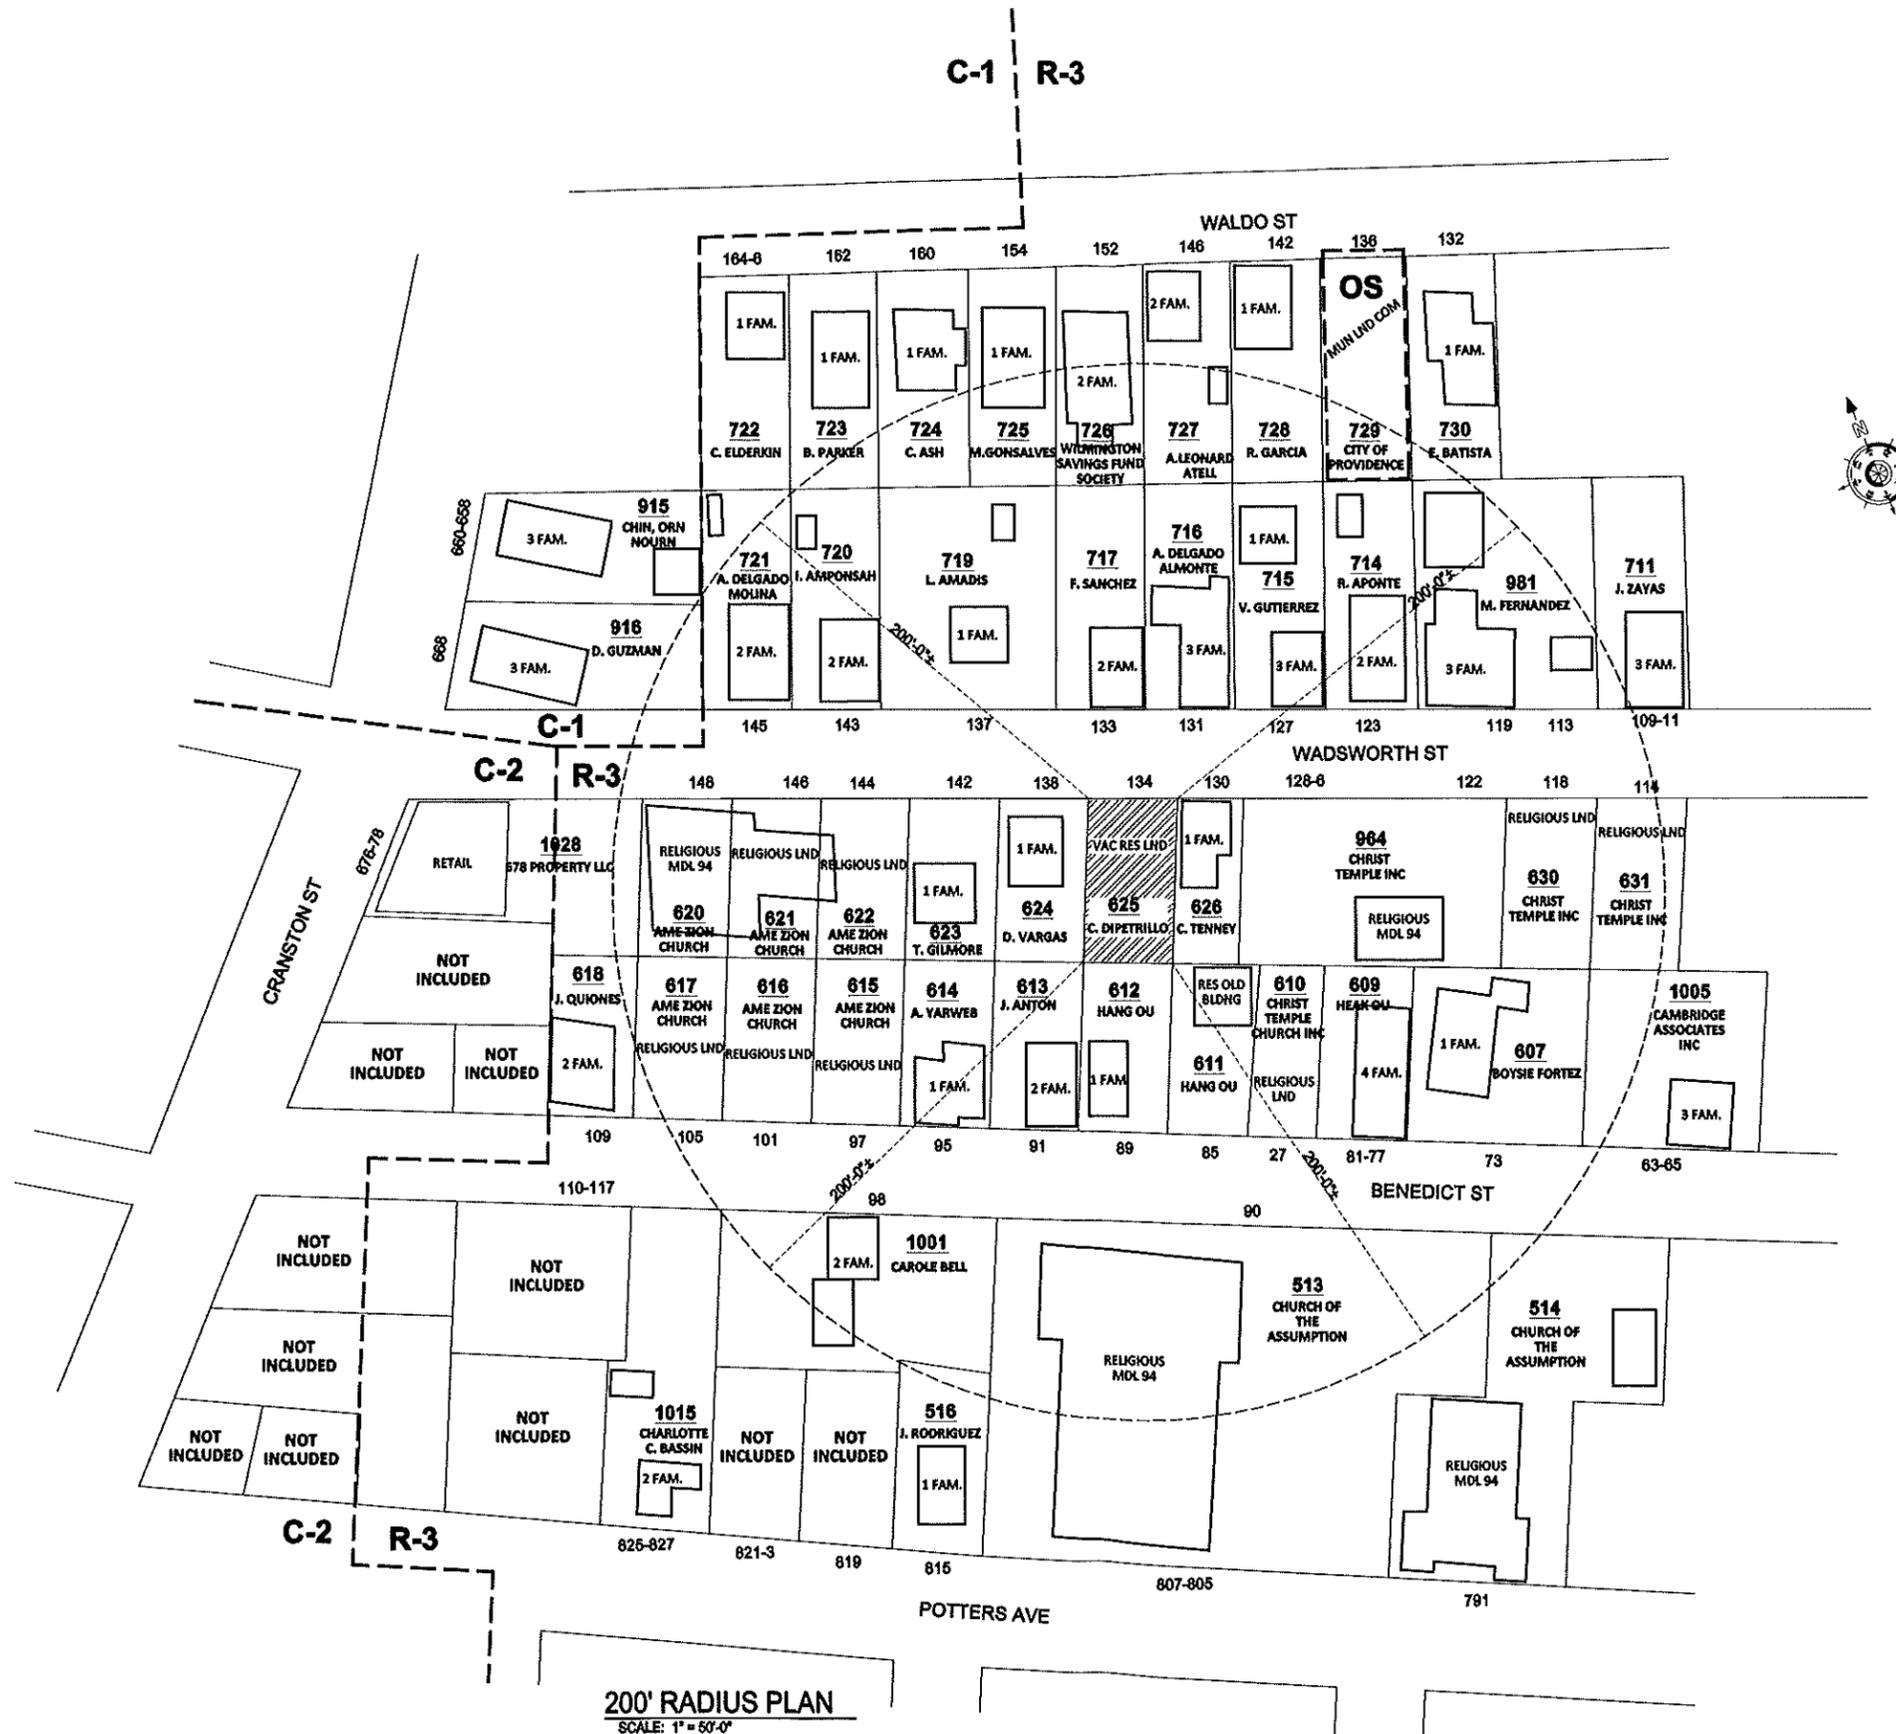 C-1 R-3
WALDO ST
164-6 162 160 154 152 146 142 136 132
OS
MUN LND COM
1 FAM.
1 FAM.
1 FAM.
1 FAM.
2 FAM.
2 FAM.
1 FAM.
1 FAM.
722
C. ELDERKIN
723
B. PARKER
724
C. ASH
725
M.GONSALVES
726
WILMINGTON
SAVINGS FUND
SOCIETY
727
A.LEONARD
ATELL
728
R. GARCIA
729
CITY OF
PROVIDENCE
730
E. BATISTA
660-658
3 FAM.
915
CHIN, ORN
NOURN
668
3 FAM.
916
D. GUZMAN
721
A. DELGADO
MOLINA
2 FAM.
720
I. AMPONSAH
2 FAM.
719
L. AMADIS
1 FAM.
717
F. SANCHEZ
2 FAM.
716
A. DELGADO
ALMONTE
3 FAM.
1 FAM.
715
V. GUTIERREZ
3 FAM.
714
R. APONTE
2 FAM.
981
M. FERNANDEZ
3 FAM.
711
J. ZAYAS
3 FAM.
200'-0"±
200'-0"±
C-1
145 143 137 133 131 127 123 119 113 109-11
WADSWORTH ST
C-2 R-3
148 146 144 142 138 134 130 128-6 122 118 114
676-78
RETAIL
1028
678 PROPERTY LLC
RELIGIOUS
MDL 94
620
AME ZION
CHURCH
RELIGIOUS LND
621
AME ZION
CHURCH
RELIGIOUS LND
622
AME ZION
CHURCH
1 FAM.
623
T. GILMORE
1 FAM.
624
D. VARGAS
VAC RES LND
625
C. DIPETRILLO
1 FAM.
626
C. TENNEY
964
CHRIST
TEMPLE INC
RELIGIOUS
MDL 94
RELIGIOUS LND
630
CHRIST
TEMPLE INC
RELIGIOUS LND
631
CHRIST
TEMPLE INC
CRANSTON ST
NOT
INCLUDED
NOT
INCLUDED
NOT
INCLUDED
618
J. QUIONES
2 FAM.
617
AME ZION
CHURCH
RELIGIOUS LND
616
AME ZION
CHURCH
RELIGIOUS LND
615
AME ZION
CHURCH
RELIGIOUS LND
614
A. YARWEB
1 FAM.
613
J. ANTON
2 FAM.
612
HANG OU
1 FAM
RES OLD
BLDNG
611
HANG OU
610
CHRIST
TEMPLE
CHURCH INC
RELIGIOUS
LND
609
HEAK OU
4 FAM.
1 FAM.
607
BOYSIE FORTEZ
1005
CAMBRIDGE
ASSOCIATES
INC
3 FAM.
109 105 101 97 95 91 89 85 27 81-77 73 63-65
200'-0"±
200'-0"±
BENEDICT ST
110-117 98 90
NOT
INCLUDED
NOT
INCLUDED
NOT
INCLUDED
NOT
INCLUDED
NOT
INCLUDED
NOT
INCLUDED
2 FAM.
1001
CAROLE BELL
1015
CHARLOTTE
C. BASSIN
2 FAM.
NOT
INCLUDED
NOT
INCLUDED
516
J. RODRIGUEZ
1 FAM.
RELIGIOUS
MDL 94
513
CHURCH OF
THE
ASSUMPTION
514
CHURCH OF
THE
ASSUMPTION
RELIGIOUS
MDL 94
C-2 R-3
825-827 821-3 819 815 807-805 791
POTTERS AVE
200' RADIUS PLAN
SCALE: 1" = 50'-0"
N